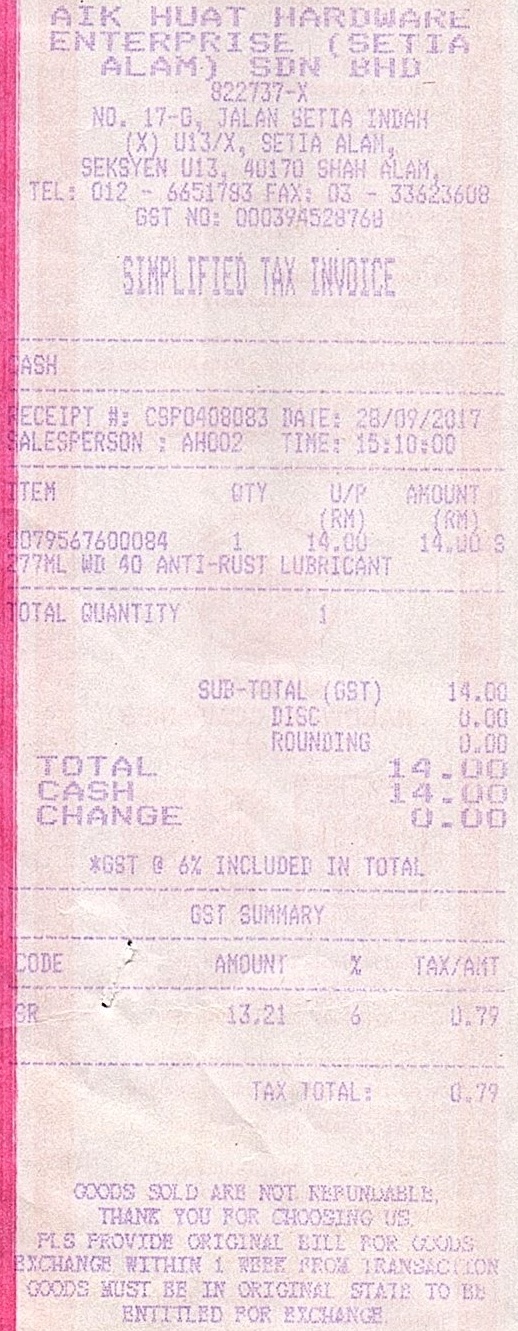 AIK HUAT HARDWARE
ENTERPRISE (SETIA
ALAM) SDN BHD
822737-X
NO. 17-G, JALAN SETIA INDAH
(X) U13/X, SETIA ALAM,
SEKSYEN U13, 40170 SHAH ALAM,
TEL: 012 - 6651783 FAX: 03 - 33623608
GST NO: 000394528768
SIMPLIFIED TAX INVOICE
CASH
RECEIPT #: CSP0408083 DATE: 28/09/2017
SALESPERSON : AH002 TIME: 15:10:00
ITEM QTY U/P AMOUNT
(RM) (RM)
0079567600084 1 14.00 14.00 S
277ML WD 40 ANTI-RUST LUBRICANT
TOTAL QUANTITY 1
SUB-TOTAL (GST) 14.00
DISC 0.00
ROUNDING 0.00
TOTAL 14.00
CASH 14.00
CHANGE 0.00
*GST @ 6% INCLUDED IN TOTAL
GST SUMMARY
CODE AMOUNT % TAX/AMT
SR 13.21 6 0.79
TAX TOTAL: 0.79
GOODS SOLD ARE NOT REFUNDABLE,
THANK YOU FOR CHOOSING US.
PLS PROVIDE ORIGINAL BILL FOR GOODS
EXCHANGE WITHIN 1 WEEK FROM TRANSACTION
GOODS MUST BE IN ORIGINAL STATE TO BE
ENTITLED FOR EXCHANGE.